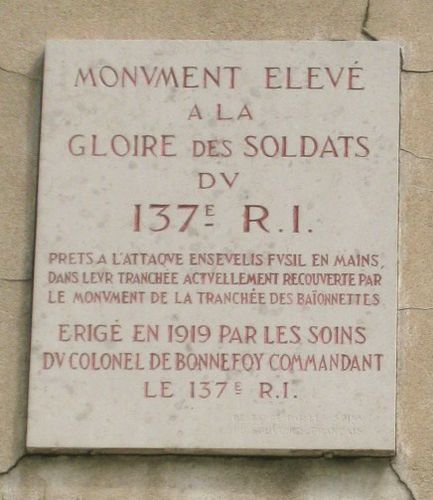 MONVMENT ELEVÉ
A LA
GLOIRE DES SOLDATS
DV
137E R.I.
PRETS A L'ATTAQVE ENSEVELIS FVSIL EN MAINS
DANS LEVR TRANCHEE ACTVELLEMENT RECOUVERTE PAR
LE MONVMENT DE LA TRANCHÉE DES BAÏONNETTES
ERIGÉ EN 1919 PAR LES SOINS
DV COLONEL DE BONNEFOY COMMANDANT
LE 137E R.I.